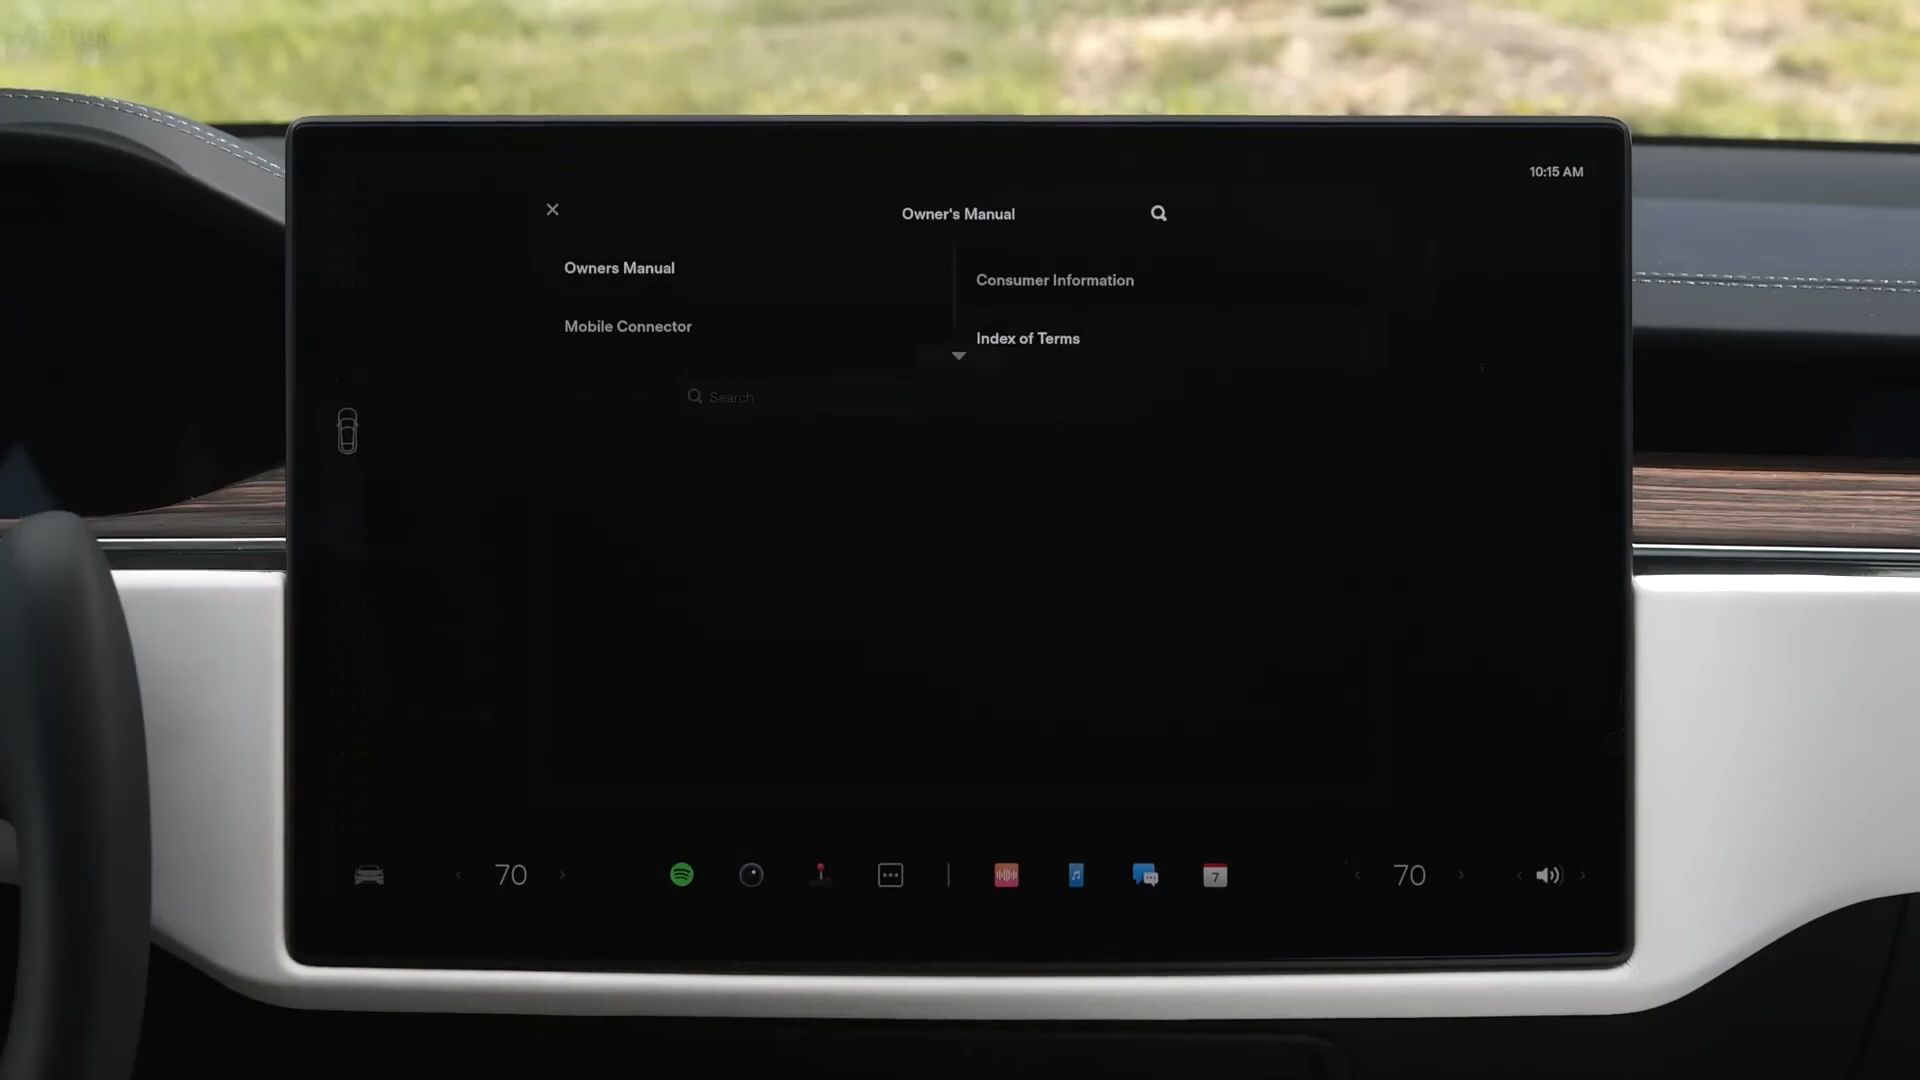 10:15 AM
Owner's Manual
Owners Manual
Consumer Information
Mobile Connector
Index of Terms
Search
70
7
70